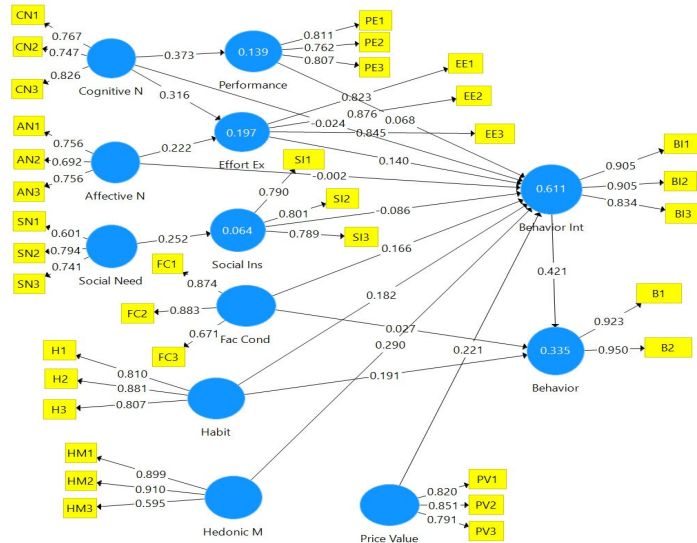 CN1
0.767
CN2
0.747
CN3
0.826
Cognitive N
0.373
0.316
0.139
Performance
0.811
PE1
0.762
PE2
0.807
PE3
EE1
0.823
EE2
0.876
-0.024
0.068
0.845
EE3
AN1
0.756
AN2
0.692
AN3
0.756
Affective N
0.222
0.197
Effort Ex
0.140
-0.002
SI1
0.790
SI2
0.801
SI3
0.789
0.611
Behavior Int
0.905
BI1
0.905
BI2
0.834
BI3
SN1
0.601
SN2
0.794
SN3
0.741
Social Need
0.252
0.064
Social Ins
-0.086
0.166
FC1
0.874
FC2
0.883
FC3
0.671
Fac Cond
0.027
0.182
0.421
B1
0.923
B2
0.950
0.335
Behavior
H1
0.810
H2
0.881
H3
0.807
Habit
0.191
0.290
0.221
HM1
0.899
HM2
0.910
HM3
0.595
Hedonic M
Price Value
0.820
PV1
0.851
PV2
0.791
PV3